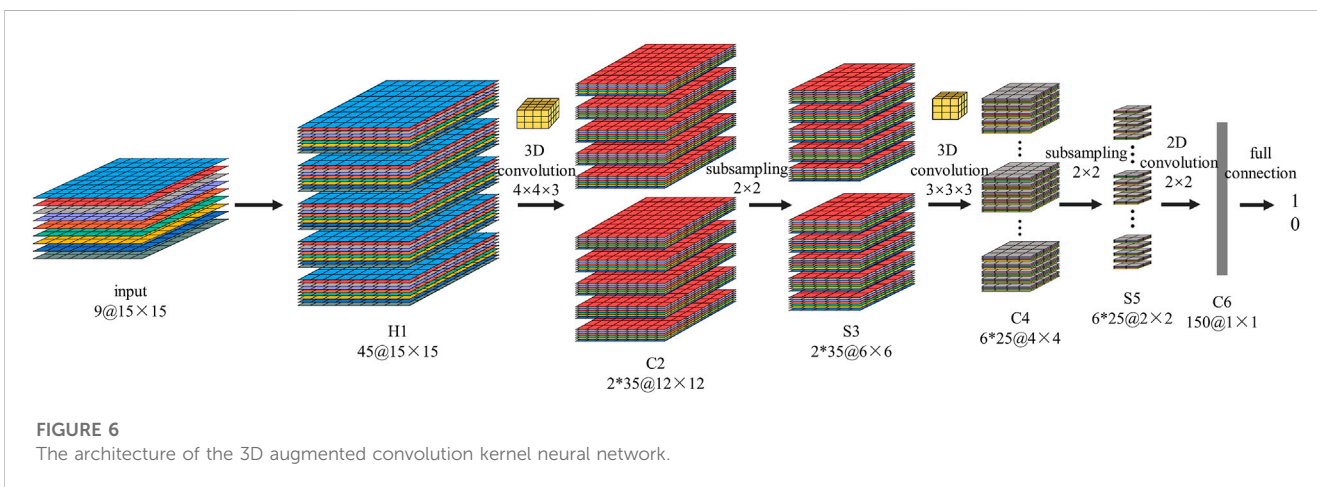 input
9@15×15
H1
45@15×15
3D
convolution
4×4×3
C2
2*35@12×12
subsampling
2×2
S3
2*35@6×6
3D
convolution
3×3×3
C4
6*25@4×4
subsampling
2×2
S5
6*25@2×2
2D
convolution
2×2
C6
150@1×1
full
connection
1
0
FIGURE 6
The architecture of the 3D augmented convolution kernel neural network.